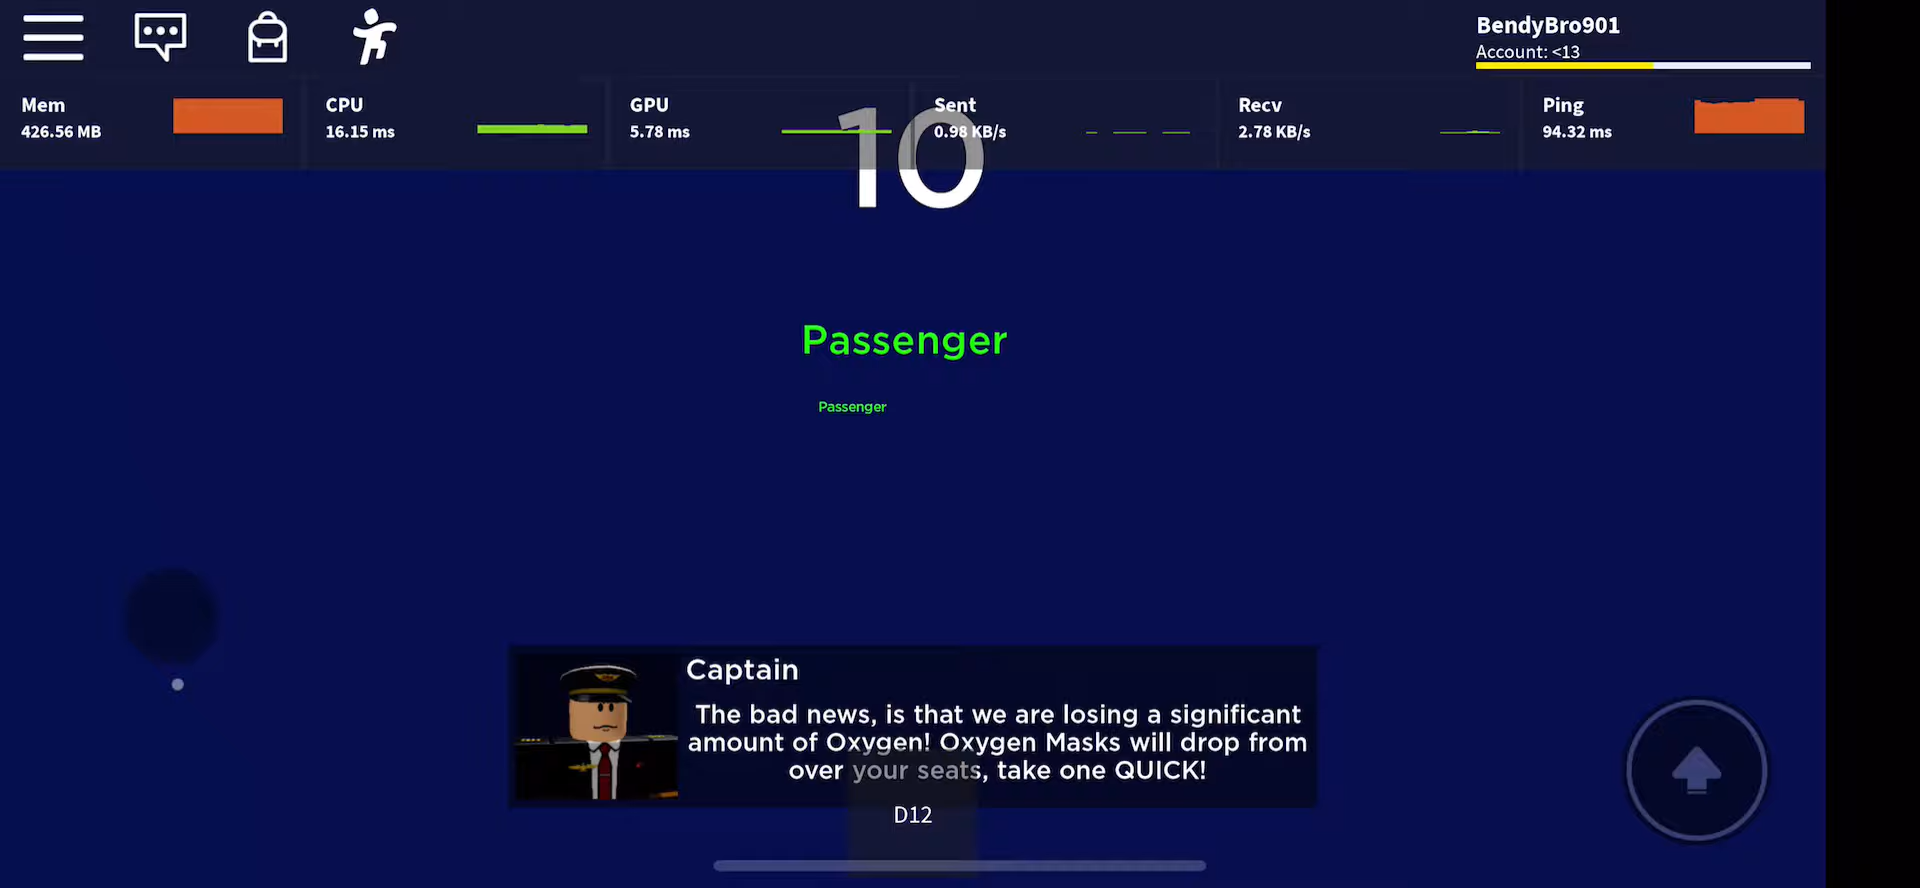 BendyBro901
Account: <13
Mem
426.56 MB
CPU
16.15 ms
GPU
5.78 ms
Sent
0.98 KB/s
Recv
2.78 KB/s
Ping
94.32 ms
10
Passenger
Passenger
Captain
The bad news, is that we are losing a significant
amount of Oxygen! Oxygen Masks will drop from
over your seats, take one QUICK!
D12